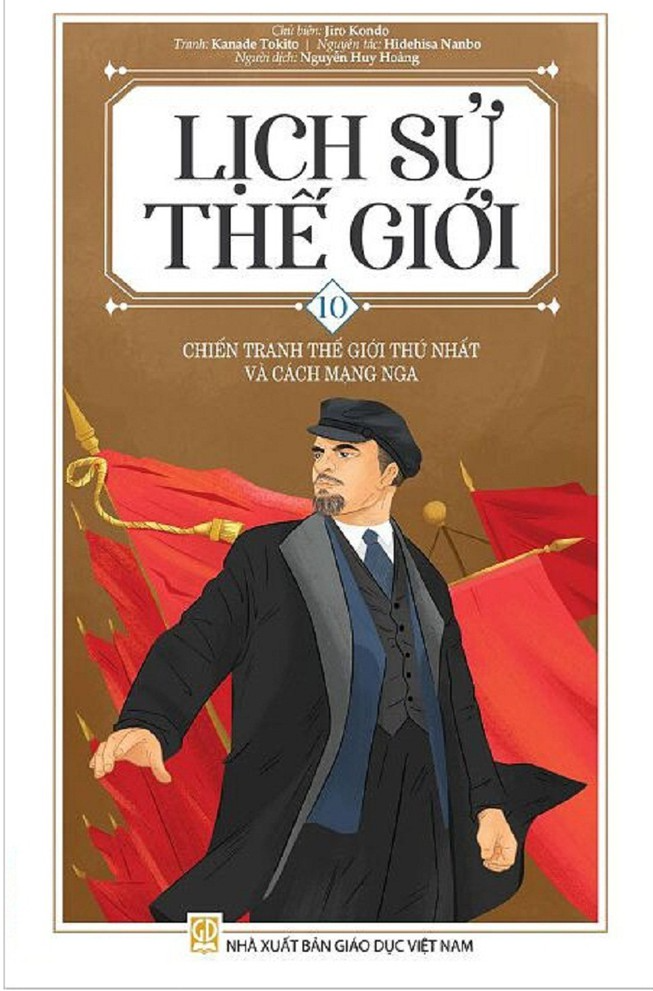 Chủ biên: Jiro Kondo
Tranh: Kanade Tokito | Nguyên tác: Hidehisa Nanbo
Người dịch: Nguyễn Huy Hoàng
LỊCH SỬ
THẾ GIỚI
10
CHIẾN TRANH THẾ GIỚI THỨ NHẤT
VÀ CÁCH MẠNG NGA
GD
NHÀ XUẤT BẢN GIÁO DỤC VIỆT NAM